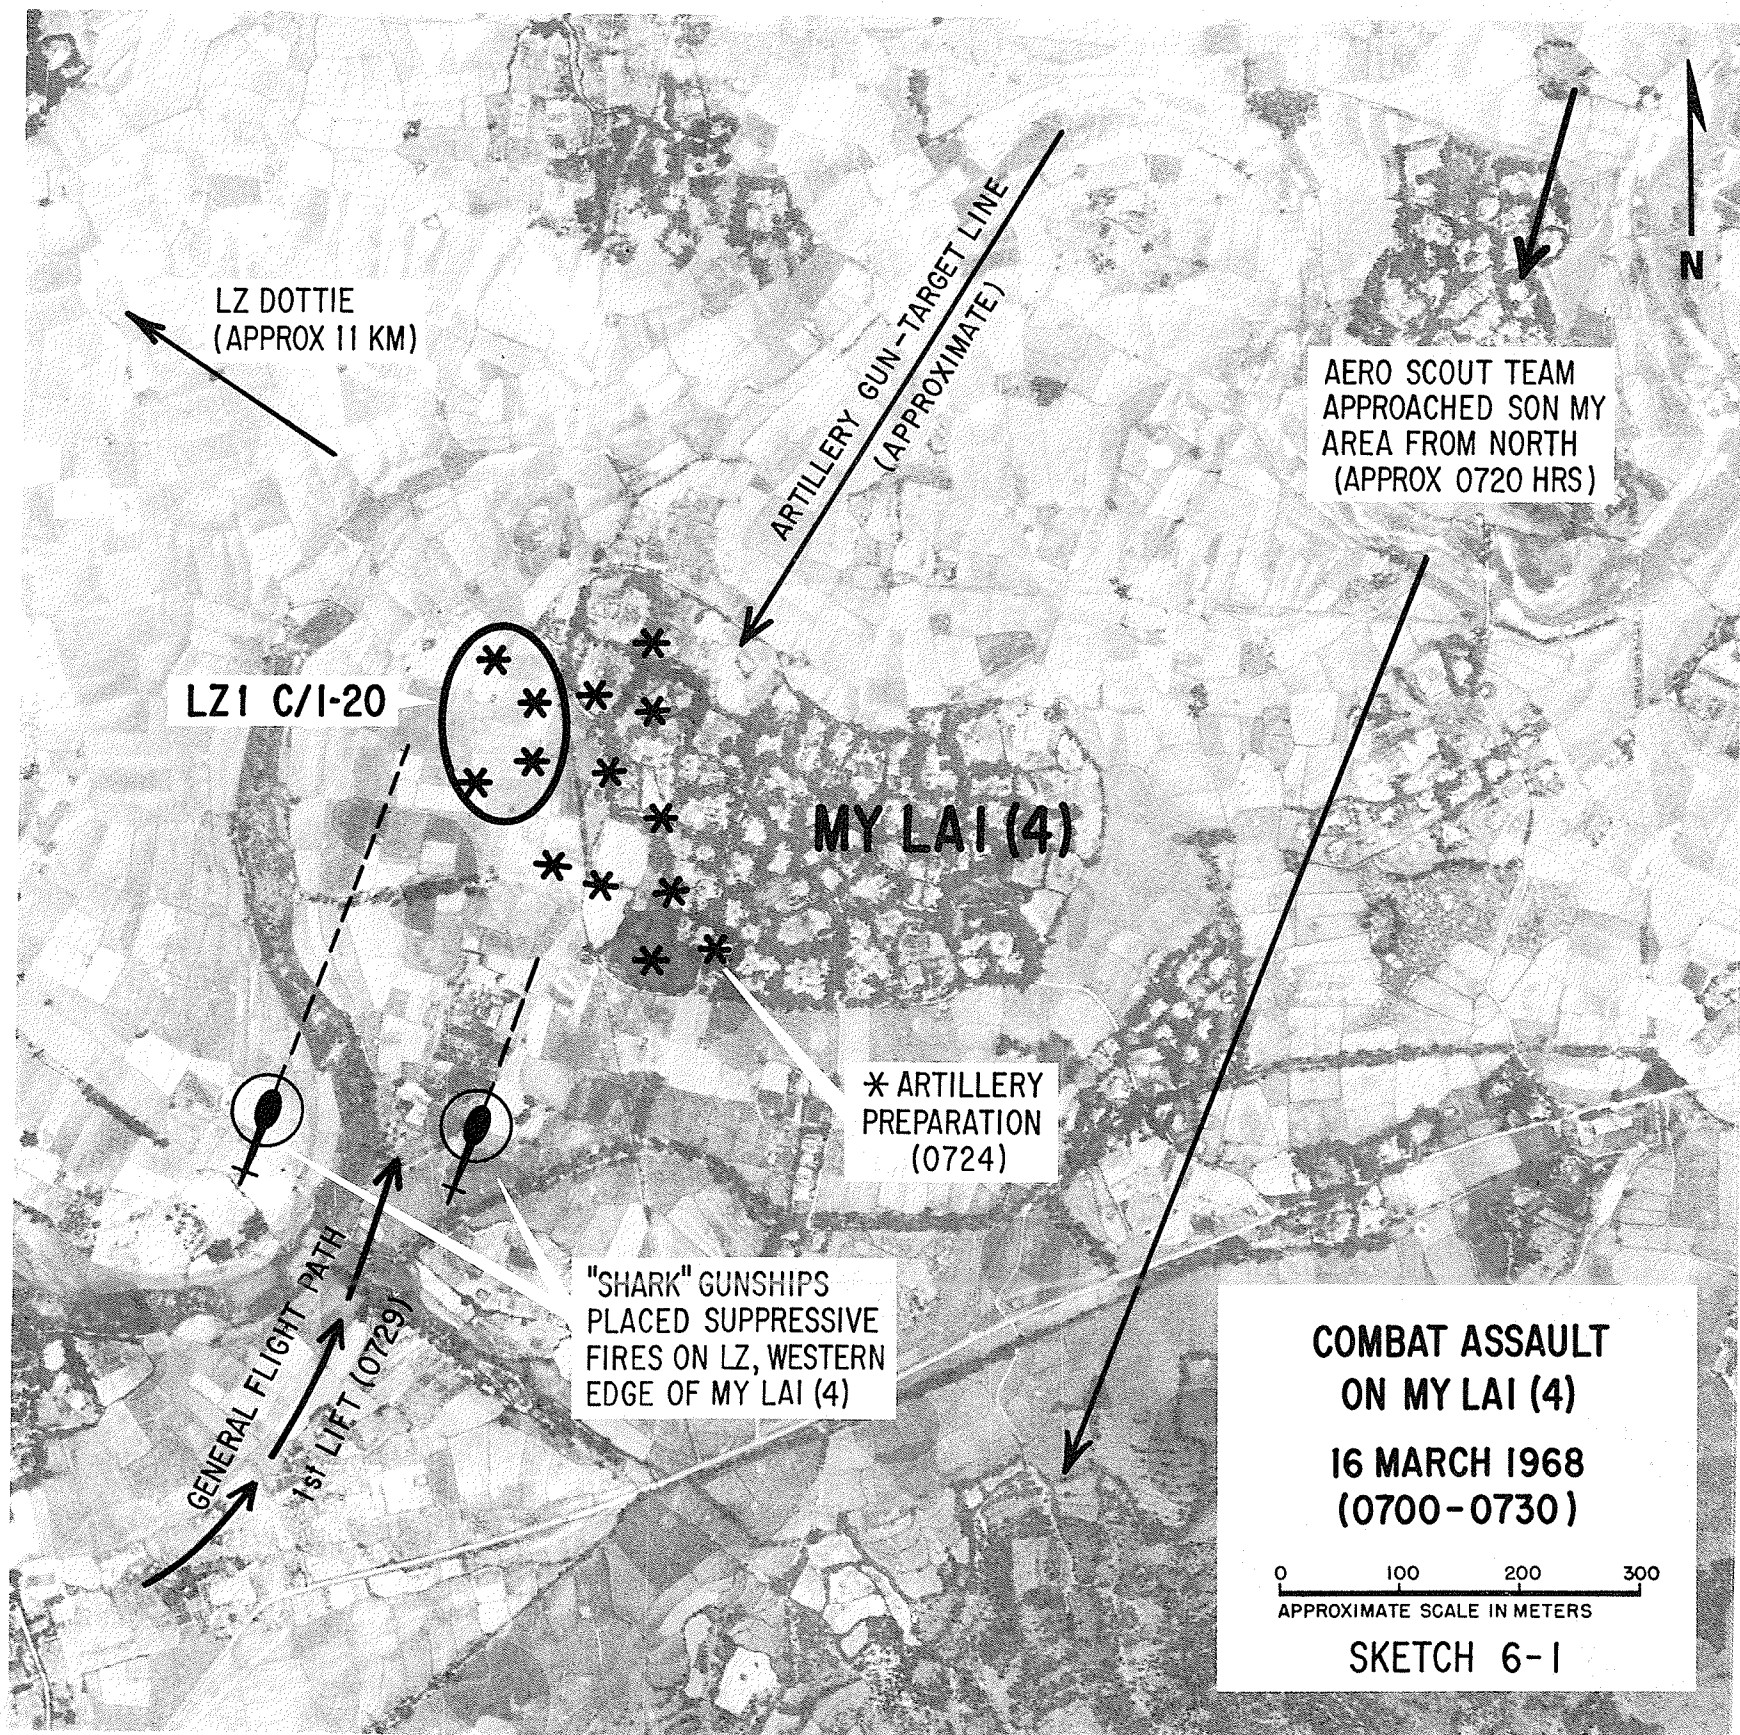 N
LZ DOTTIE
(APPROX 11 KM)
ARTILLERY GUN-TARGET LINE
(APPROXIMATE)
AERO SCOUT TEAM
APPROACHED SON MY
AREA FROM NORTH
(APPROX 0720 HRS)
LZ1 C/1-20
MY LAI (4)
* ARTILLERY
PREPARATION
(0724)
GENERAL FLIGHT PATH
1st LIFT (0729)
"SHARK" GUNSHIPS
PLACED SUPPRESSIVE
FIRES ON LZ, WESTERN
EDGE OF MY LAI (4)
COMBAT ASSAULT
ON MY LAI (4)
16 MARCH 1968
(0700-0730)
0 100 200 300
APPROXIMATE SCALE IN METERS
SKETCH 6-1